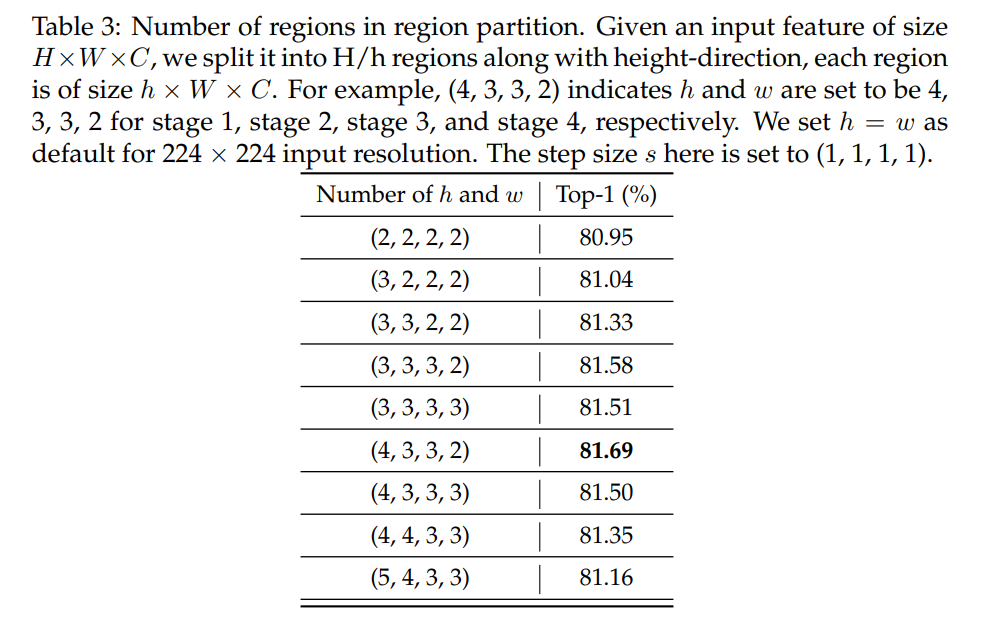 Table 3: Number of regions in region partition. Given an input feature of size
H×W×C, we split it into H/h regions along with height-direction, each region
is of size h × W × C. For example, (4, 3, 3, 2) indicates h and w are set to be 4,
3, 3, 2 for stage 1, stage 2, stage 3, and stage 4, respectively. We set h = w as
default for 224 × 224 input resolution. The step size s here is set to (1, 1, 1, 1).
Number of h and w | Top-1 (%)
(2, 2, 2, 2) | 80.95
(3, 2, 2, 2) | 81.04
(3, 3, 2, 2) | 81.33
(3, 3, 3, 2) | 81.58
(3, 3, 3, 3) | 81.51
(4, 3, 3, 2) | 81.69
(4, 3, 3, 3) | 81.50
(4, 4, 3, 3) | 81.35
(5, 4, 3, 3) | 81.16